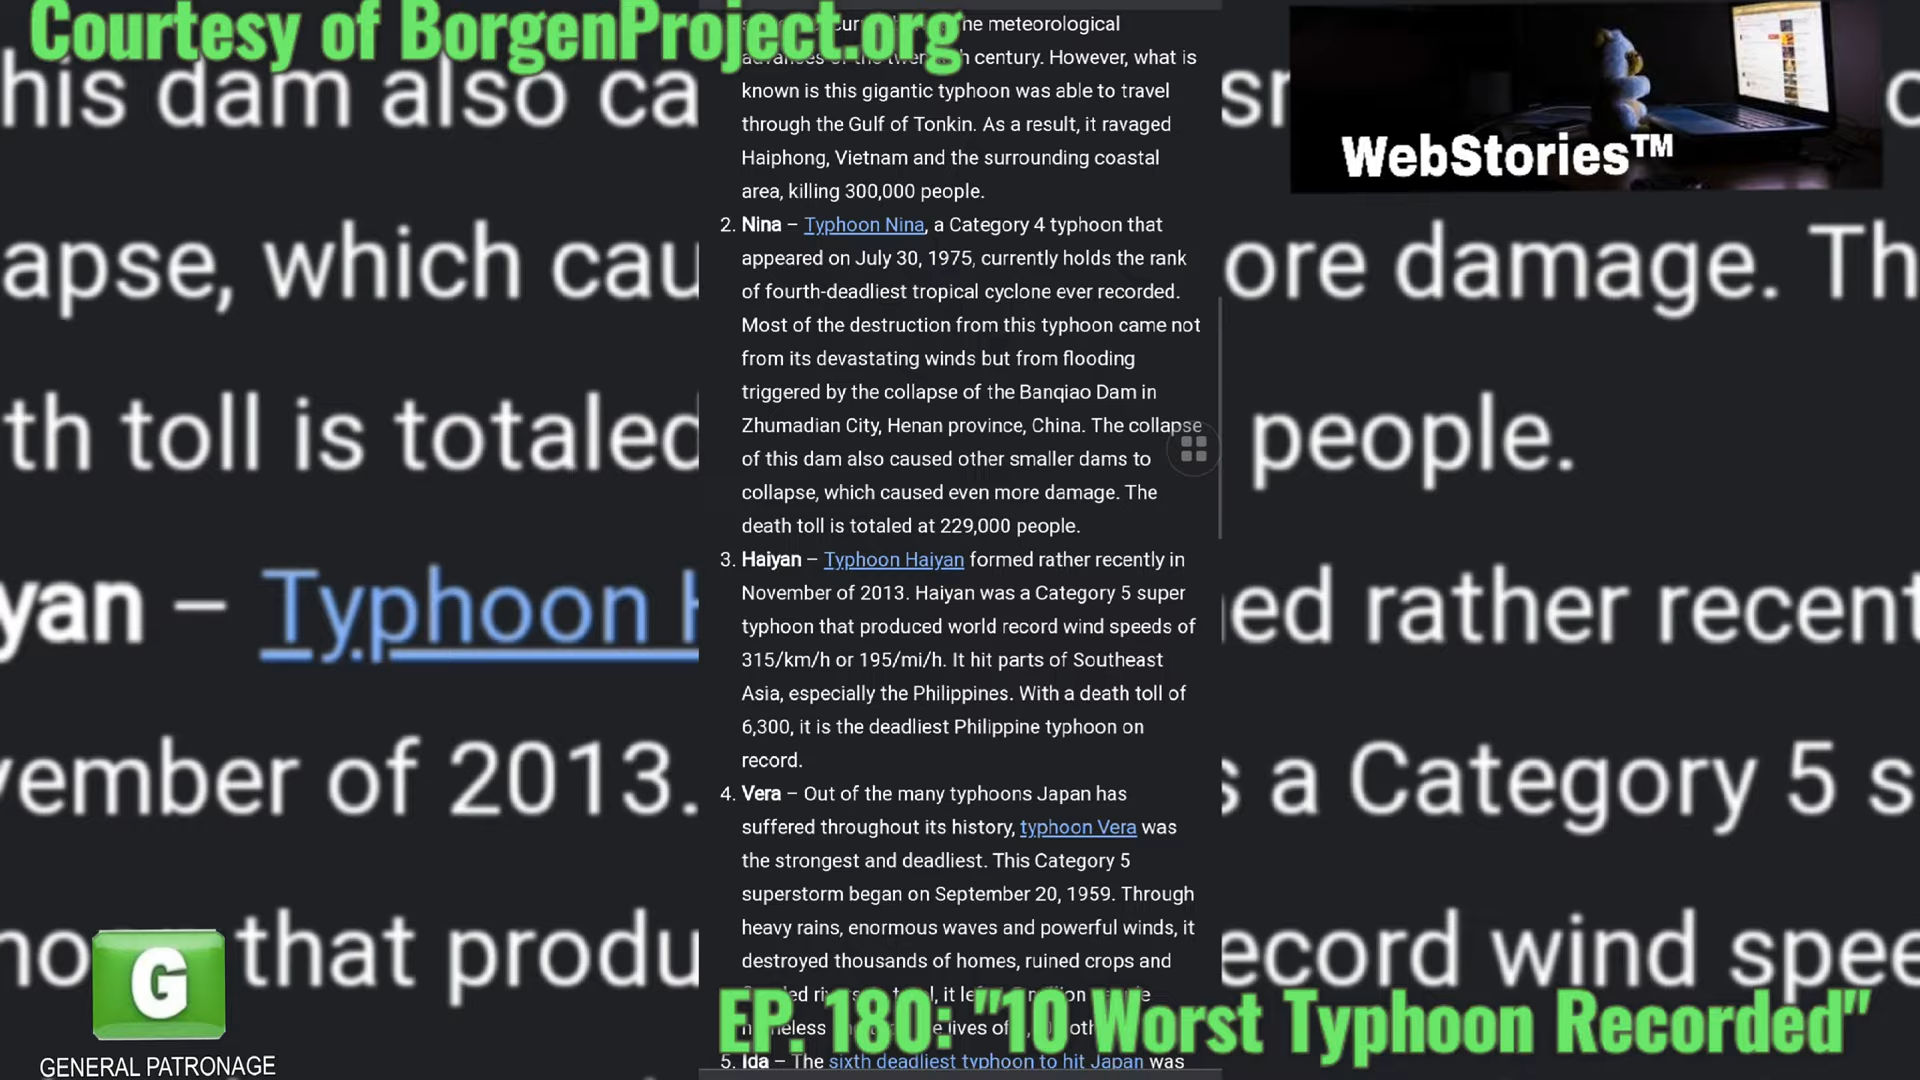 Courtesy of BorgenProject.org
WebStories™
he meteorological
century. However, what is
known is this gigantic typhoon was able to travel
through the Gulf of Tonkin. As a result, it ravaged
Haiphong, Vietnam and the surrounding coastal
area, killing 300,000 people.
2. Nina – Typhoon Nina, a Category 4 typhoon that
appeared on July 30, 1975, currently holds the rank
of fourth-deadliest tropical cyclone ever recorded.
Most of the destruction from this typhoon came not
from its devastating winds but from flooding
triggered by the collapse of the Banqiao Dam in
Zhumadian City, Henan province, China. The collapse
of this dam also caused other smaller dams to
collapse, which caused even more damage. The
death toll is totaled at 229,000 people.
3. Haiyan – Typhoon Haiyan formed rather recently in
November of 2013. Haiyan was a Category 5 super
typhoon that produced world record wind speeds of
315/km/h or 195/mi/h. It hit parts of Southeast
Asia, especially the Philippines. With a death toll of
6,300, it is the deadliest Philippine typhoon on
record.
4. Vera – Out of the many typhoons Japan has
suffered throughout its history, typhoon Vera was
the strongest and deadliest. This Category 5
superstorm began on September 20, 1959. Through
heavy rains, enormous waves and powerful winds, it
destroyed thousands of homes, ruined crops and
5. Ida – The sixth deadliest typhoon to hit Japan was
his dam also ca
apse, which cau
th toll is totaled
yan – Typhoon H
vember of 2013.
that produ
ore damage. Th
people.
ed rather recent
s a Category 5 s
ecord wind spee
G
GENERAL PATRONAGE
EP. 180: "10 Worst Typhoon Recorded"